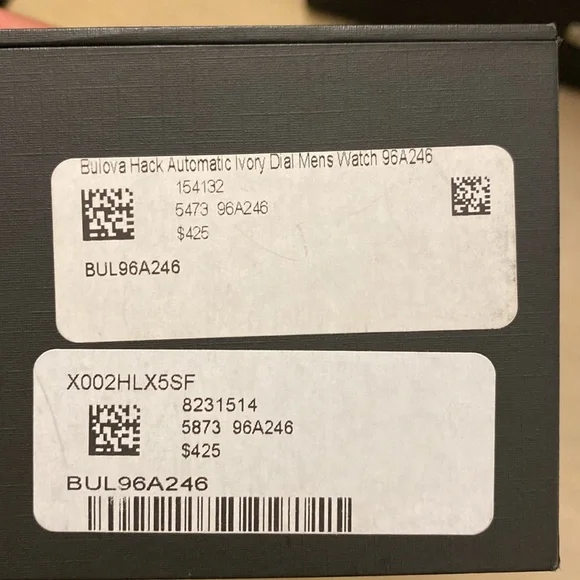 Bulova Hack Automatic Ivory Dial Mens Watch 96A246
154132
5473 96A246
$425
BUL96A246
X002HLX5SF
8231514
5873 96A246
$425
BUL96A246